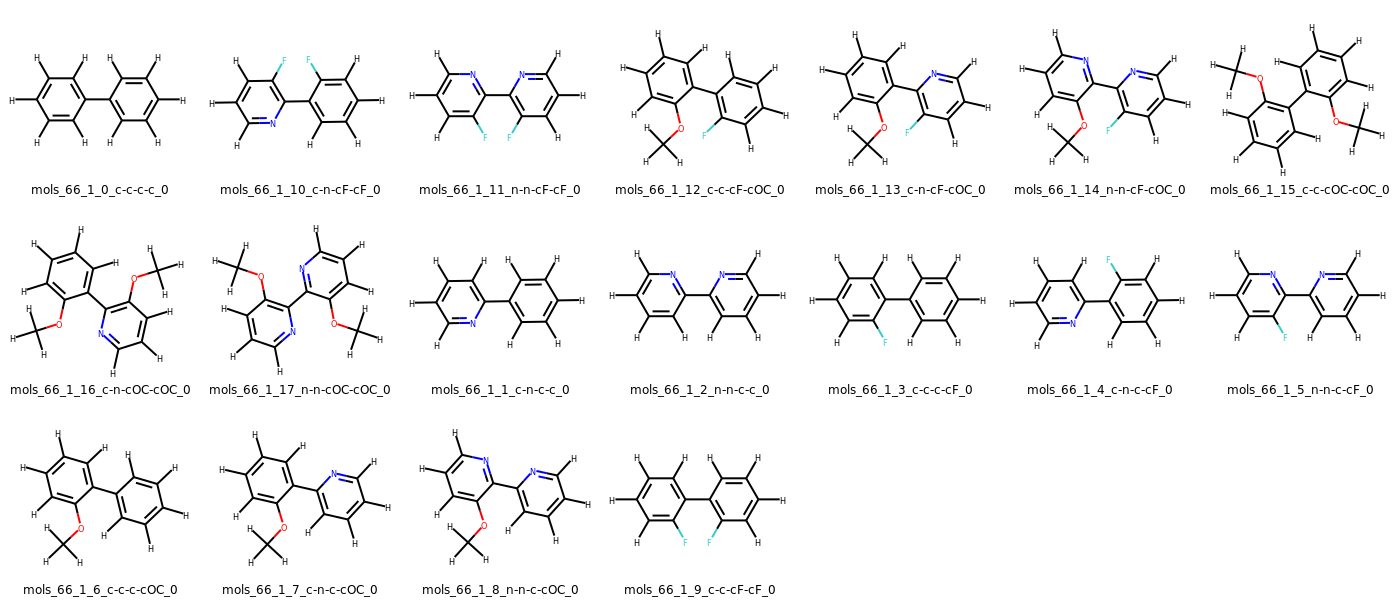 mols_66_1_0_c-c-c-c_0
mols_66_1_10_c-n-cF-cF_0
mols_66_1_11_n-n-cF-cF_0
mols_66_1_12_c-c-cF-cOC_0
mols_66_1_13_c-n-cF-cOC_0
mols_66_1_14_n-n-cF-cOC_0
mols_66_1_15_c-c-cOC-cOC_0
mols_66_1_16_c-n-cOC-cOC_0
mols_66_1_17_n-n-cOC-cOC_0
mols_66_1_1_c-n-c-c_0
mols_66_1_2_n-n-c-c_0
mols_66_1_3_c-c-c-cF_0
mols_66_1_4_c-n-c-cF_0
mols_66_1_5_n-n-c-cF_0
mols_66_1_6_c-c-c-cOC_0
mols_66_1_7_c-n-c-cOC_0
mols_66_1_8_n-n-c-cOC_0
mols_66_1_9_c-c-cF-cF_0